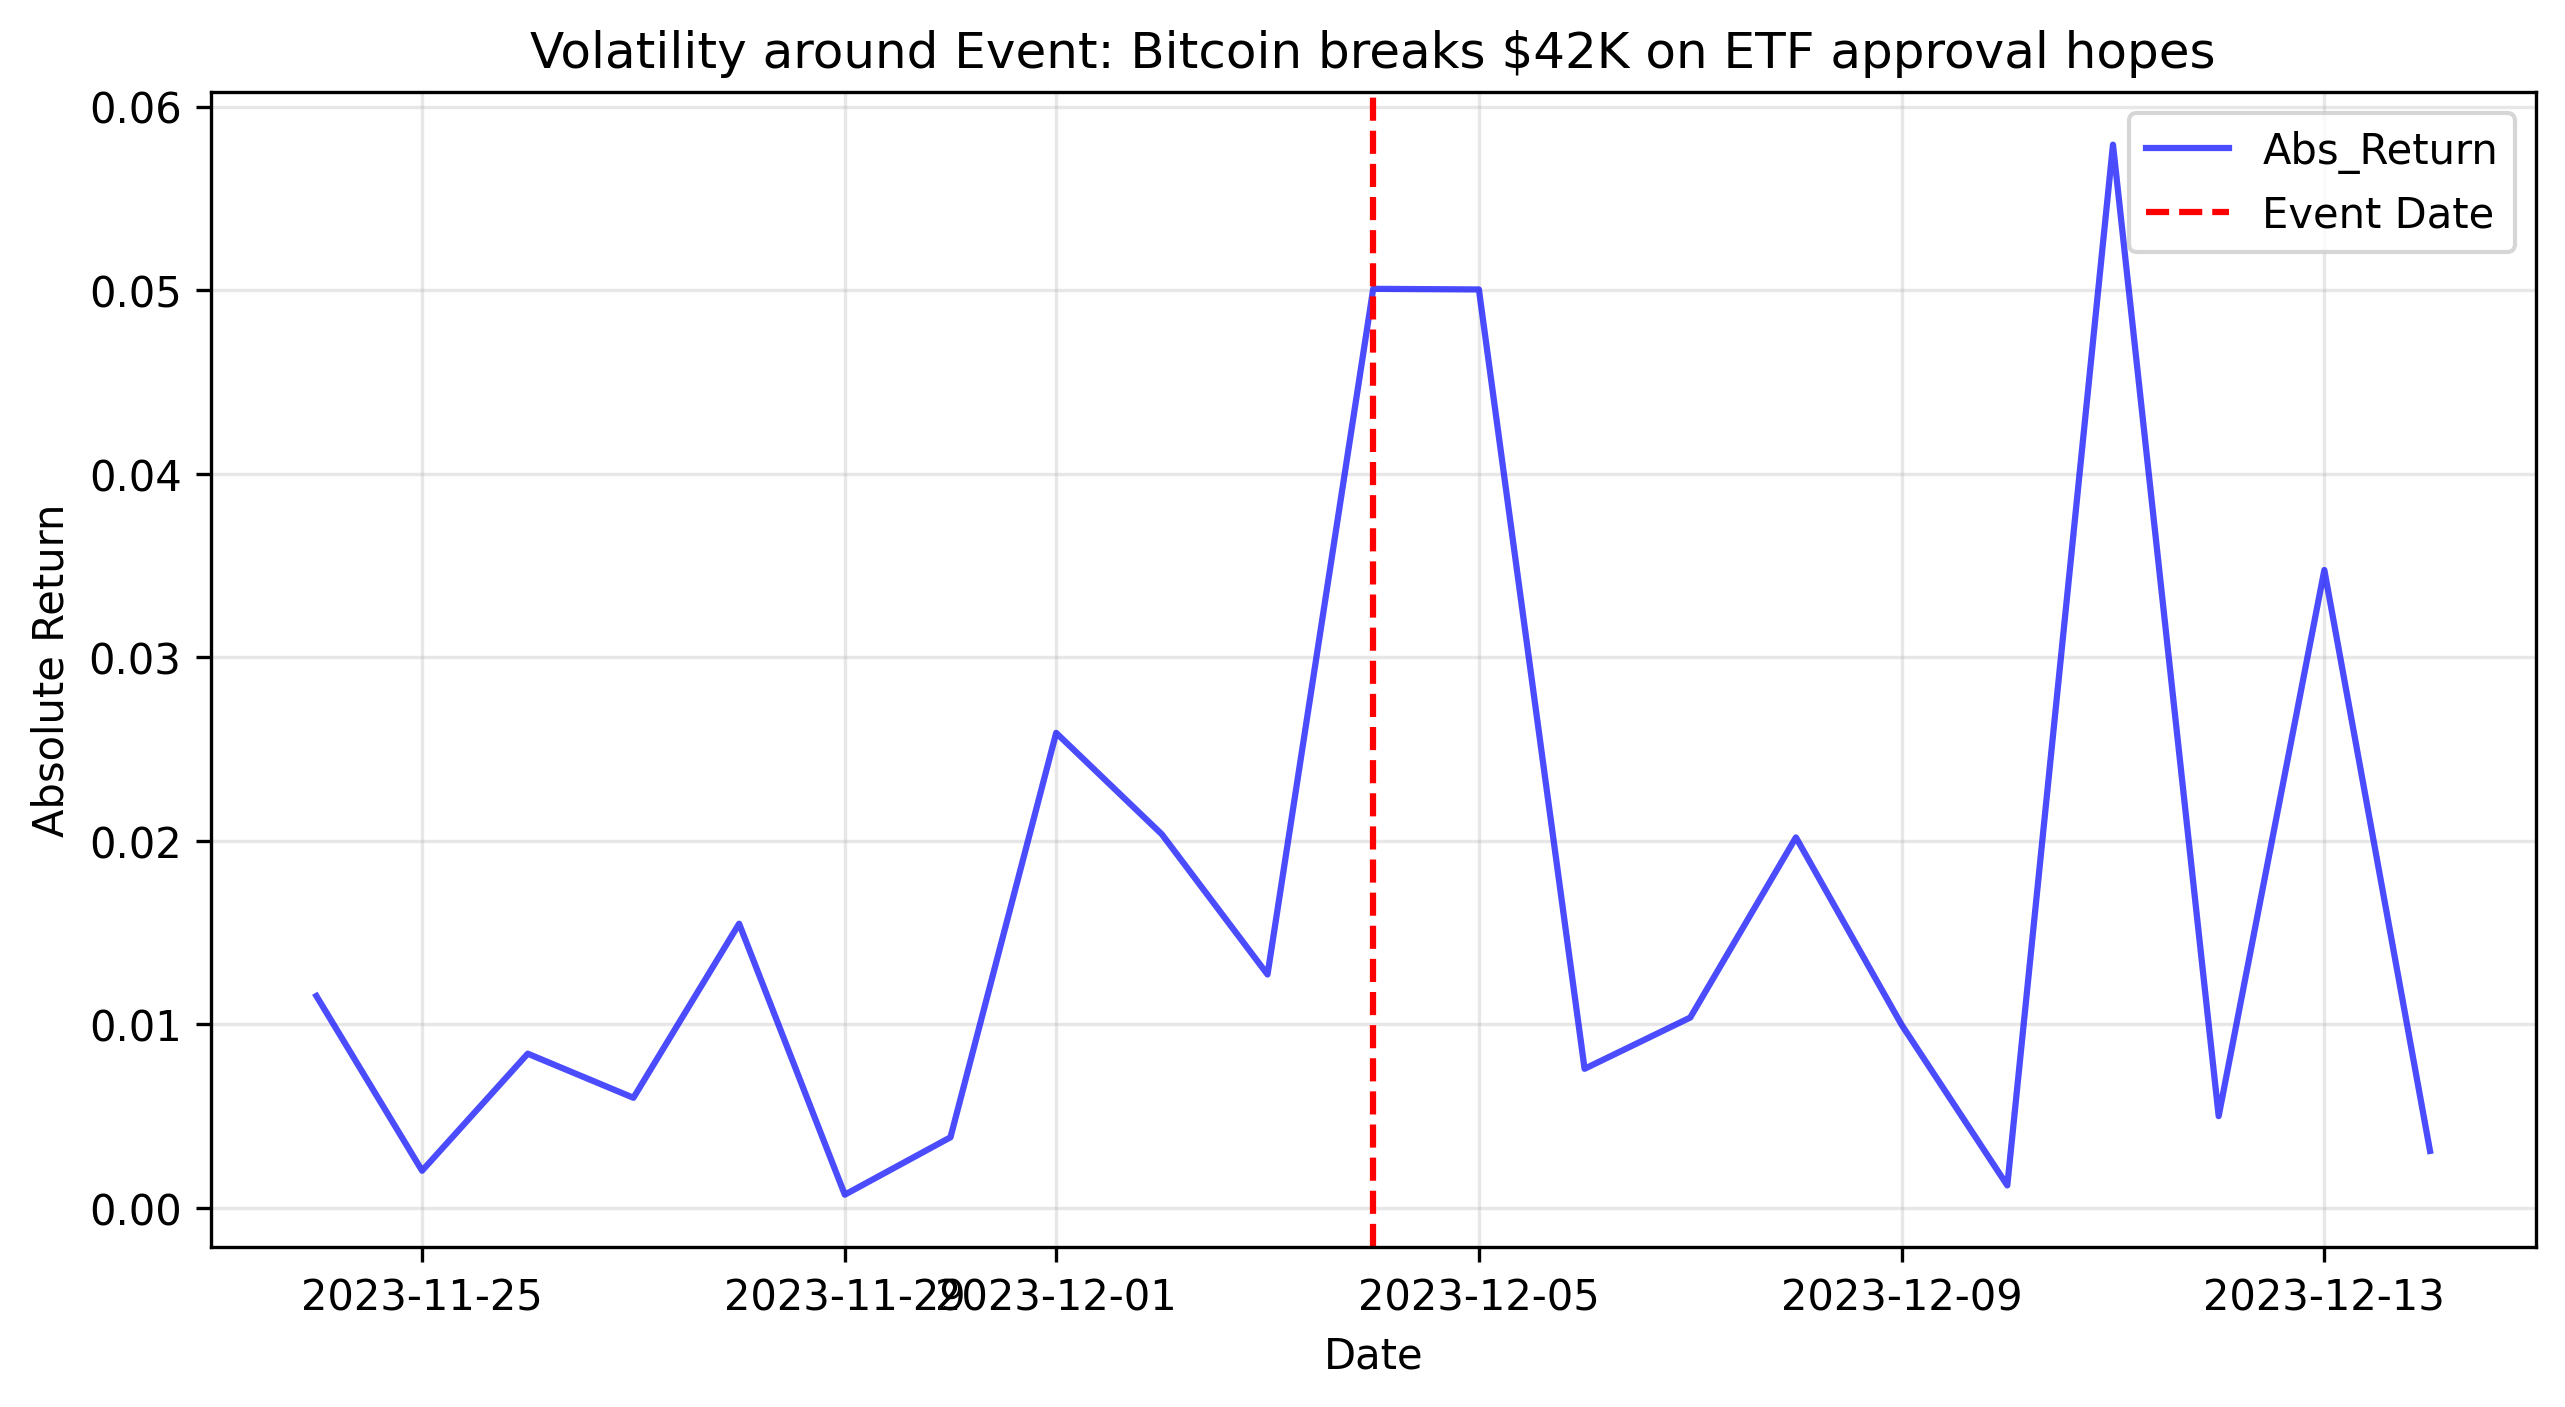 Volatility around Event: Bitcoin breaks $42K on ETF approval hopes
Abs_Return
Event Date
Absolute Return
0.06
0.05
0.04
0.03
0.02
0.01
0.00
2023-11-25 2023-11-29 2023-12-01 2023-12-05 2023-12-09 2023-12-13
Date